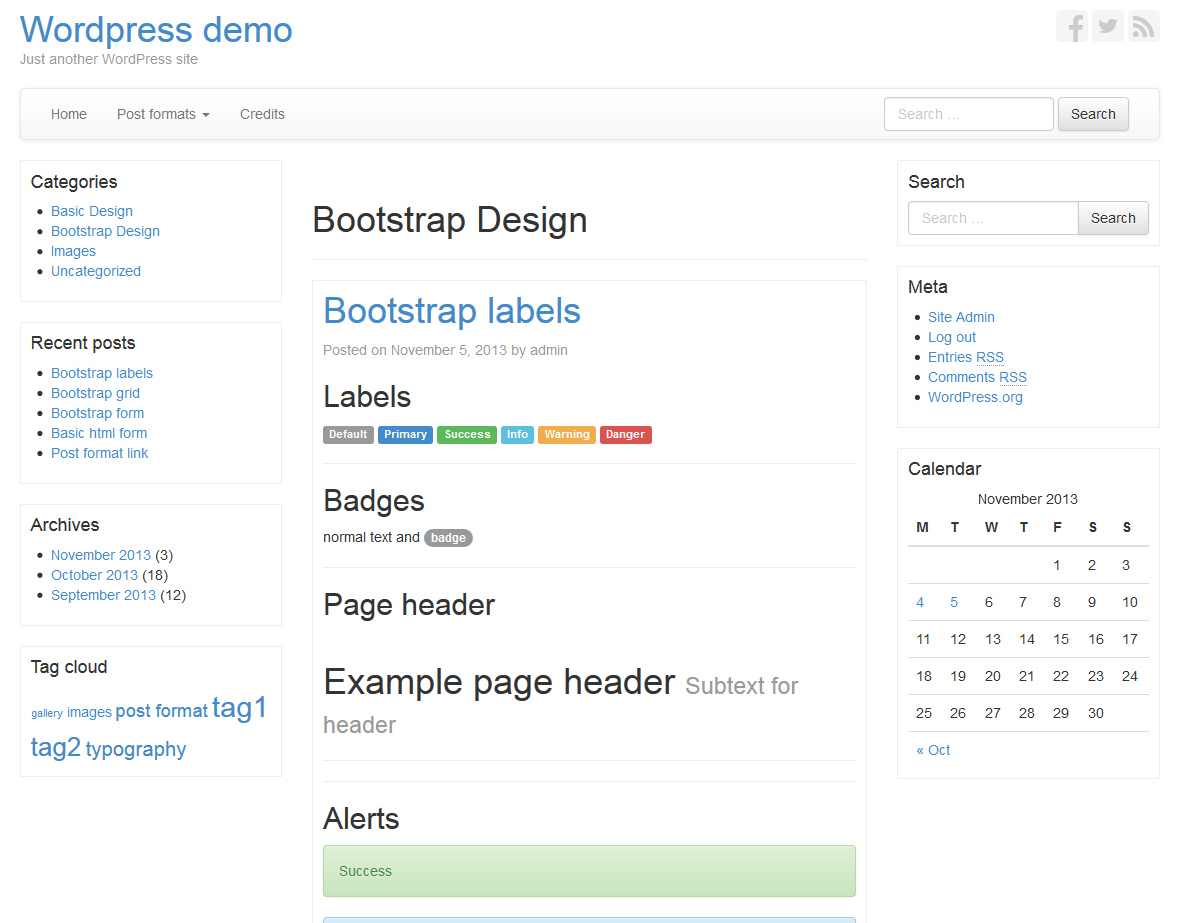 Wordpress demo
Just another WordPress site
Home Post formats Credits Search ... Search
Categories
Basic Design
Bootstrap Design
Images
Uncategorized
Recent posts
Bootstrap labels
Bootstrap grid
Bootstrap form
Basic html form
Post format link
Archives
November 2013 (3)
October 2013 (18)
September 2013 (12)
Tag cloud
gallery images post format tag1
tag2 typography
Bootstrap Design
Bootstrap labels
Posted on November 5, 2013 by admin
Labels
Default Primary Success Info Warning Danger
Badges
normal text and badge
Page header
Example page header Subtext for
header
Alerts
Success
Search
Search ... Search
Meta
Site Admin
Log out
Entries RSS
Comments RSS
WordPress.org
Calendar
November 2013
M T W T F S S
1 2 3
4 5 6 7 8 9 10
11 12 13 14 15 16 17
18 19 20 21 22 23 24
25 26 27 28 29 30
« Oct